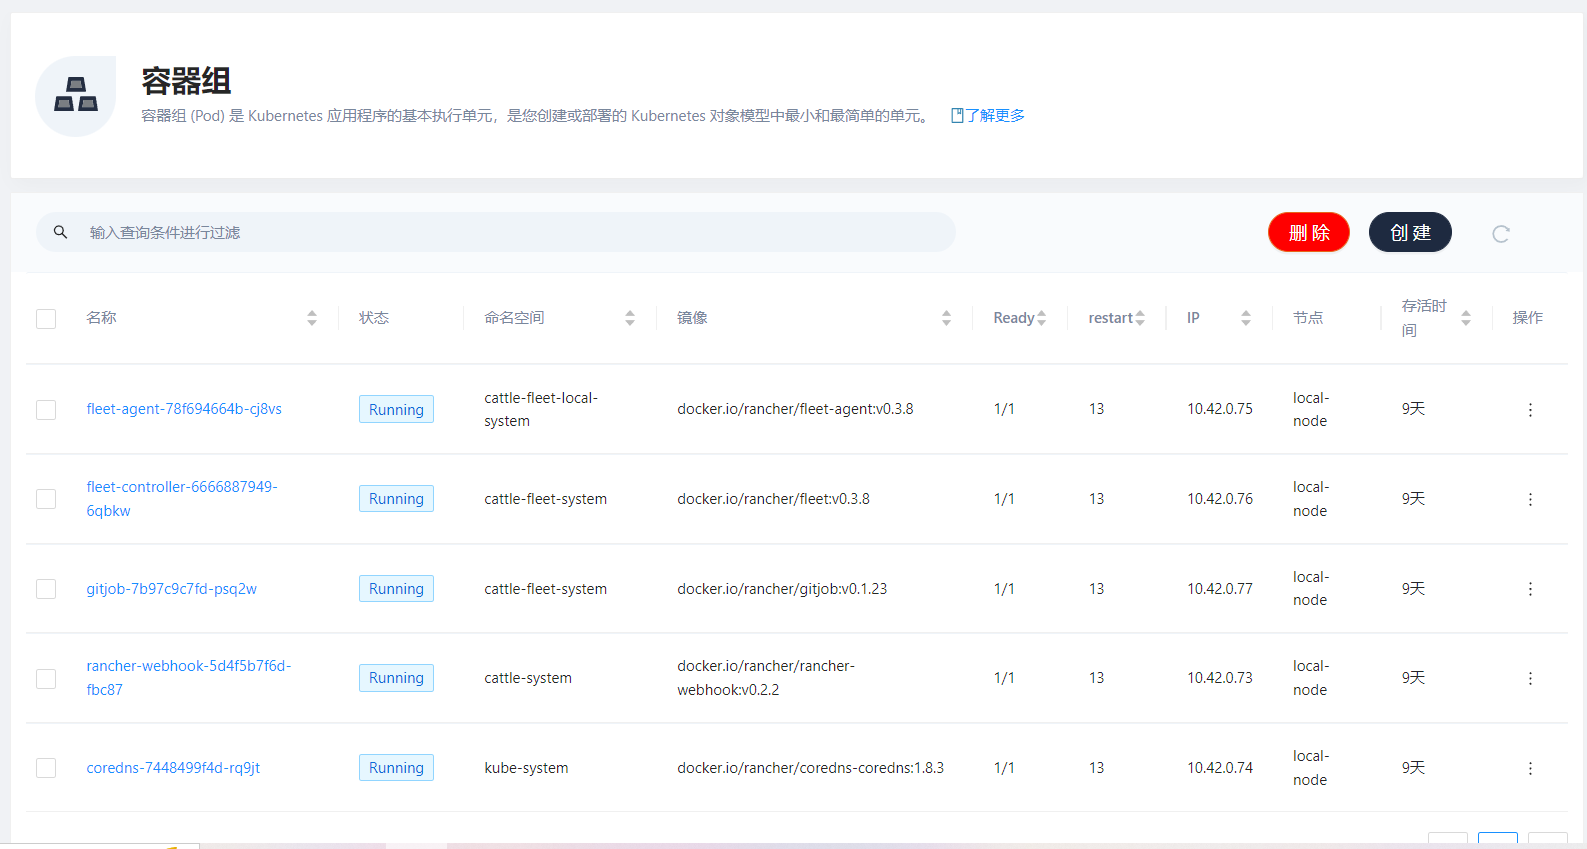 容器组
容器组 (Pod) 是 Kubernetes 应用程序的基本执行单元，是您创建或部署的 Kubernetes 对象模型中最小和最简单的单元。 了解更多
输入查询条件进行过滤
删 除 创 建
名称 状态 命名空间 镜像 Ready restart IP 节点 存活时
间 操作
fleet-agent-78f694664b-cj8vs Running cattle-fleet-local-
system docker.io/rancher/fleet-agent:v0.3.8 1/1 13 10.42.0.75 local-
node 9天
fleet-controller-6666887949-
6qbkw Running cattle-fleet-system docker.io/rancher/fleet:v0.3.8 1/1 13 10.42.0.76 local-
node 9天
gitjob-7b97c9c7fd-psq2w Running cattle-fleet-system docker.io/rancher/gitjob:v0.1.23 1/1 13 10.42.0.77 local-
node 9天
rancher-webhook-5d4f5b7f6d-
fbc87 Running cattle-system docker.io/rancher/rancher-
webhook:v0.2.2 1/1 13 10.42.0.73 local-
node 9天
coredns-7448499f4d-rq9jt Running kube-system docker.io/rancher/coredns-coredns:1.8.3 1/1 13 10.42.0.74 local-
node 9天